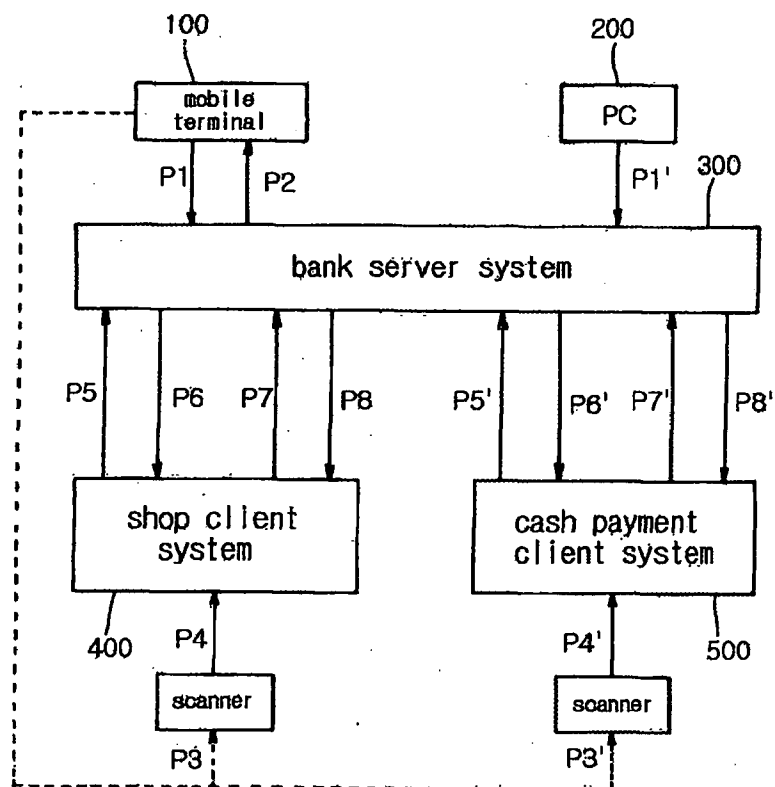 100
200
mobile
terminal
PC
P1
P2
P1'
300
bank server system
P5
P6
P7
P8
P5'
P6'
P7'
P8'
shop client
system
cash payment
client system
400
P4
P4'
500
scanner
scanner
P3
P3'